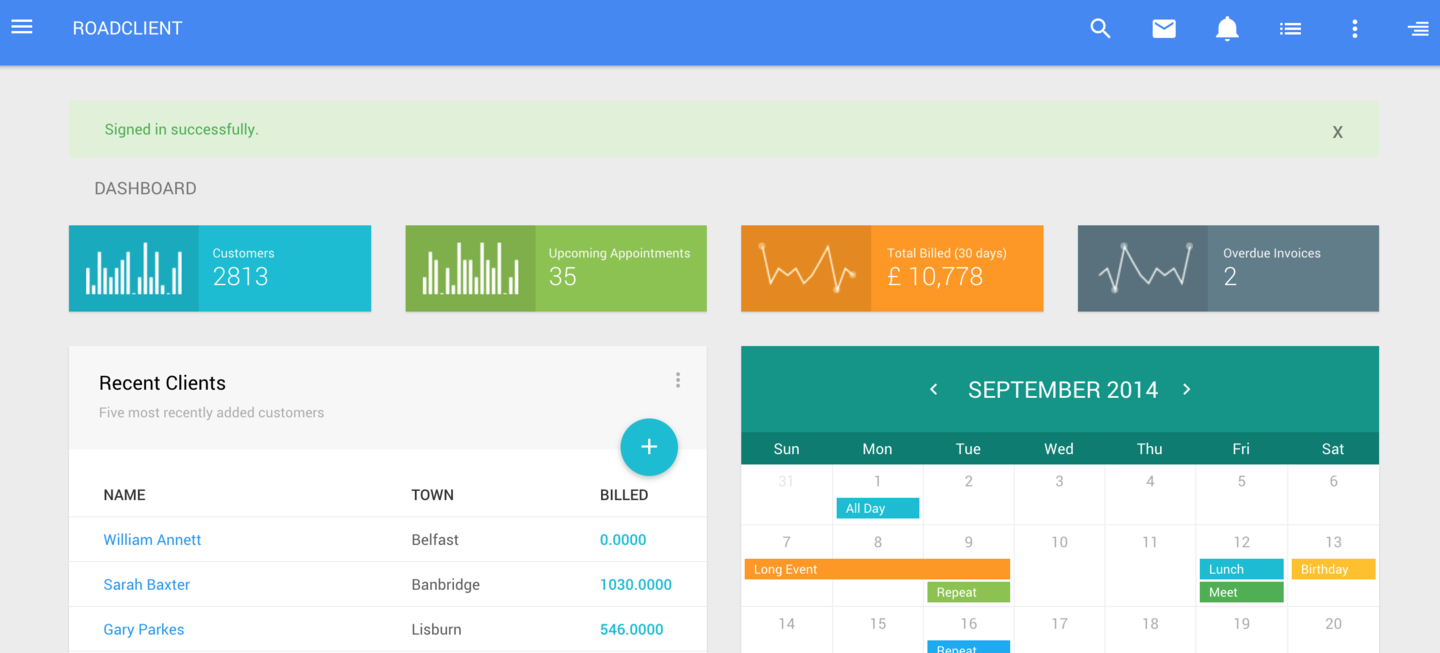 ROADCLIENT
Signed in successfully.
X
DASHBOARD
Customers
2813
Upcoming Appointments
35
Total Billed (30 days)
£ 10,778
Overdue Invoices
2
Recent Clients
Five most recently added customers
+
NAME TOWN BILLED
William Annett Belfast 0.0000
Sarah Baxter Banbridge 1030.0000
Gary Parkes Lisburn 546.0000
SEPTEMBER 2014
Sun Mon Tue Wed Thu Fri Sat
31 1 2 3 4 5 6
All Day
7 8 9 10 11 12 13
Long Event Lunch Birthday
Repeat Meet
14 15 16 17 18 19 20
Repeat